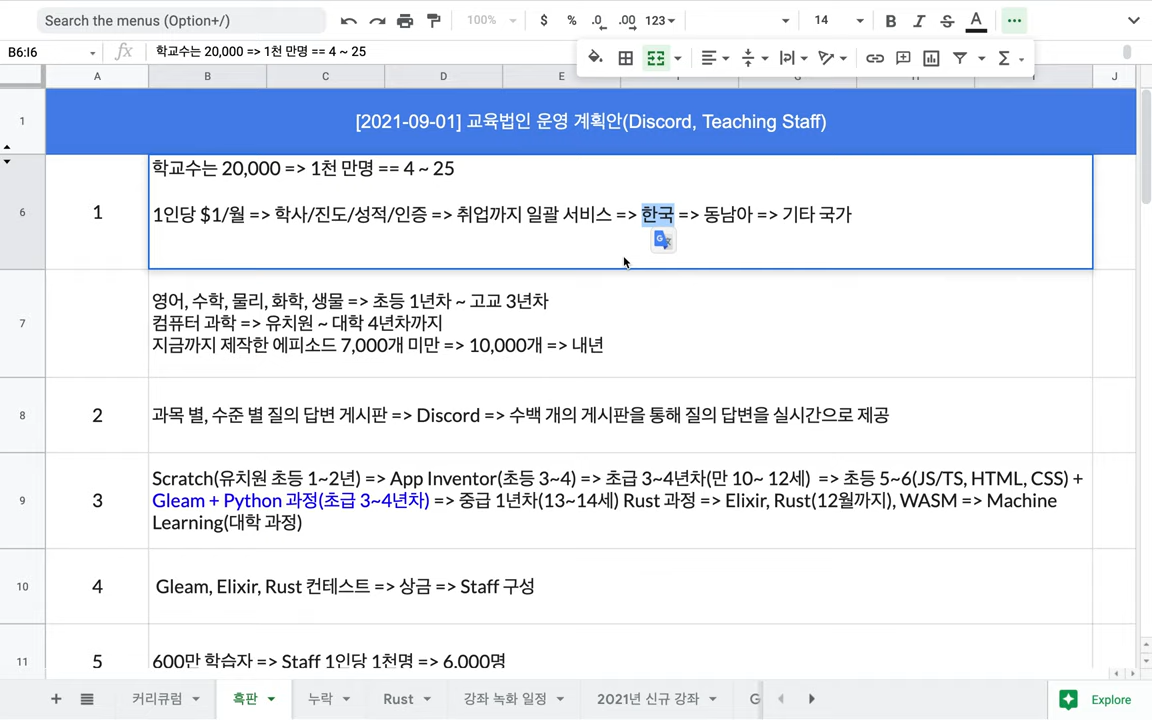 Search the menus (Option+/)
100%
$ % .0 .00 123
14
B I S A
B6:I6
fx
학교수는 20,000 => 1천 만명 == 4 ~ 25
A B C D E H J
1
[2021-09-01] 교육법인 운영 계획안(Discord, Teaching Staff)
6
1
학교수는 20,000 => 1천 만명 == 4 ~ 25
1인당 $1/월 => 학사/진도/성적/인증 => 취업까지 일괄 서비스 => 한국 => 동남아 => 기타 국가
7
영어, 수학, 물리, 화학, 생물 => 초등 1년차 ~ 고교 3년차
컴퓨터 과학 => 유치원 ~ 대학 4년차까지
지금까지 제작한 에피소드 7,000개 미만 => 10,000개 => 내년
8
2
과목 별, 수준 별 질의 답변 게시판 => Discord => 수백 개의 게시판을 통해 질의 답변을 실시간으로 제공
9
3
Scratch(유치원 초등 1~2년) => App Inventor(초등 3~4) => 초급 3~4년차(만 10~ 12세) => 초등 5~6(JS/TS, HTML, CSS) +
Gleam + Python 과정(초급 3~4년차) => 중급 1년차(13~14세) Rust 과정 => Elixir, Rust(12월까지), WASM => Machine
Learning(대학 과정)
10
4
Gleam, Elixir, Rust 컨테스트 => 상금 => Staff 구성
11
5
600만 학습자 => Staff 1인당 1천명 => 6,000명
커리큘럼 흑판 누락 Rust 강좌 녹화 일정 2021년 신규 강좌 G
Explore